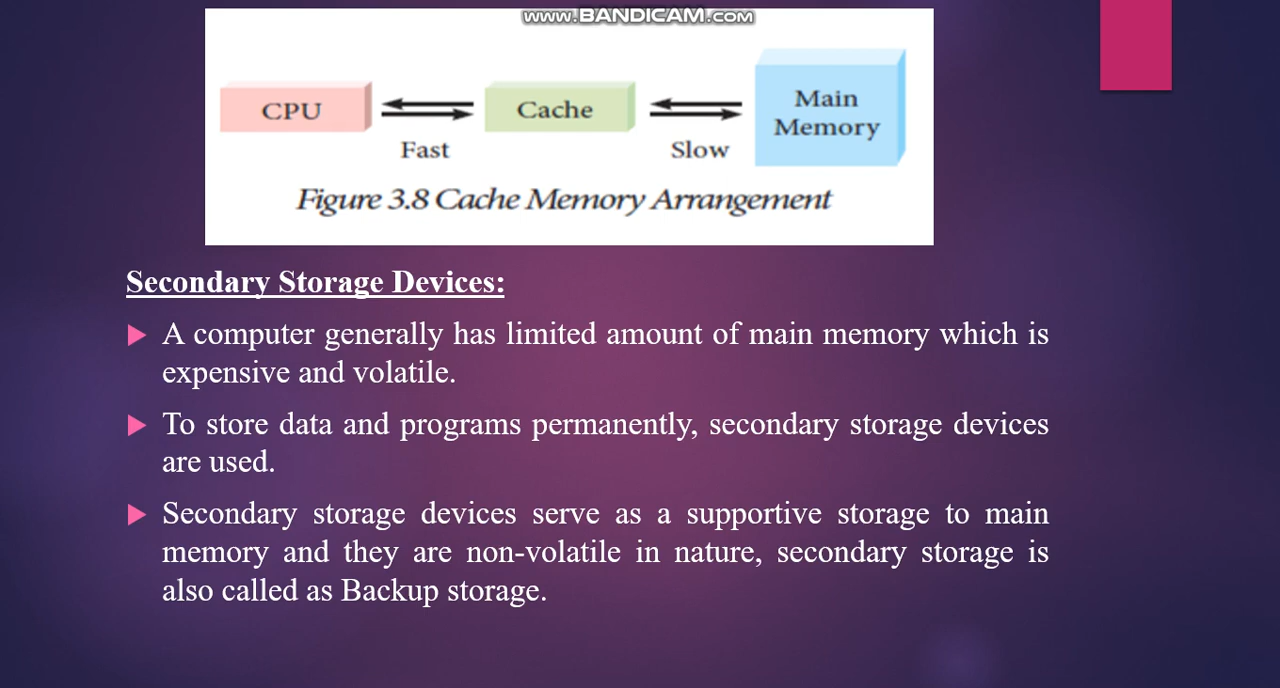 www.BANDICAM.com
CPU
Cache
Main
Memory
Fast
Slow
Figure 3.8 Cache Memory Arrangement
Secondary Storage Devices:
A computer generally has limited amount of main memory which is
expensive and volatile.
To store data and programs permanently, secondary storage devices
are used.
Secondary storage devices serve as a supportive storage to main
memory and they are non-volatile in nature, secondary storage is
also called as Backup storage.